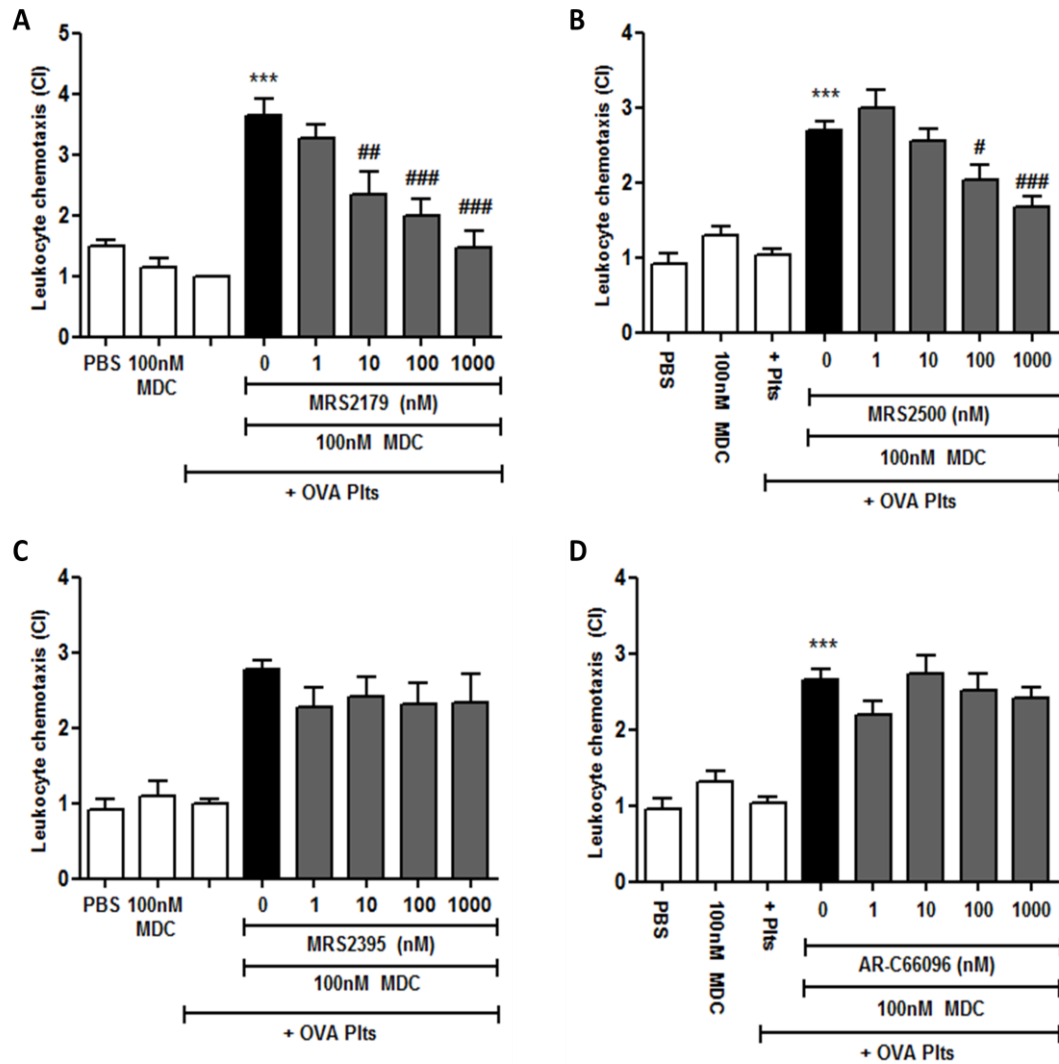 A
Leukocyte chemotaxis (CI)
5
4
3
2
1
0
***
##
###
###
PBS 100nM MDC
0 1 10 100 1000
MRS2179 (nM)
100nM MDC
+ OVA Plts
B
Leukocyte chemotaxis (CI)
4
3
2
1
0
***
#
###
PBS
100nM MDC
+ Plts
0 1 10 100 1000
MRS2500 (nM)
100nM MDC
+ OVA Plts
C
Leukocyte chemotaxis (CI)
4
3
2
1
0
PBS 100nM MDC
0 1 10 100 1000
MRS2395 (nM)
100nM MDC
+ OVA Plts
D
Leukocyte chemotaxis (CI)
4
3
2
1
0
***
PBS
100nM MDC
+ Plts
0 1 10 100 1000
AR-C66096 (nM)
100nM MDC
+ OVA Plts